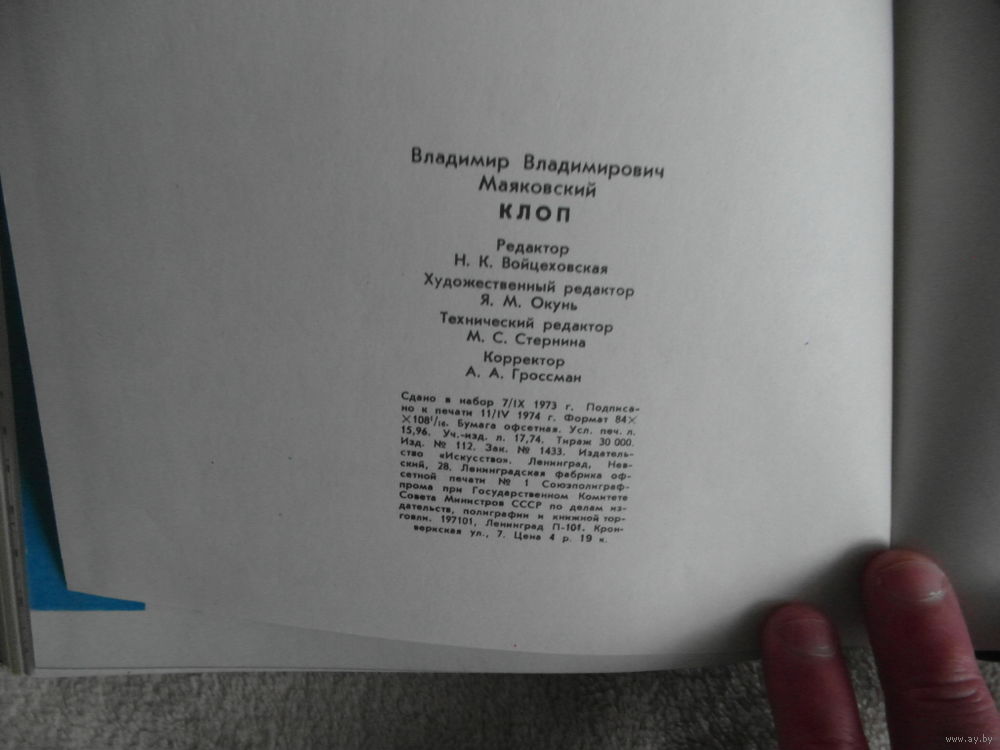 Владимир Владимирович
Маяковский
КЛОП
Редактор
Н. К. Войцеховская
Художественный редактор
Я. М. Окунь
Технический редактор
М. С. Стернина
Корректор
А. А. Гроссман
Сдано в набор 7/IX 1973 г. Подписа-
но к печати 11/IV 1974 г. Формат 84×
×108¹/₁₆. Бумага офсетная. Усл. печ. л.
15,96. Уч.-изд. л. 17,74. Тираж 30 000.
Изд. № 112. Зак. № 1433. Издатель-
ство «Искусство». Ленинград, Нев-
ский, 28. Ленинградская фабрика оф-
сетной печати № 1 Союзполиграф-
прома при Государственном Комитете
Совета Министров СССР по делам из-
дательств, полиграфии и книжной тор-
говли. 197101, Ленинград П-101. Крон-
веркская ул., 7. Цена 4 р. 19 к.
www.ay.by